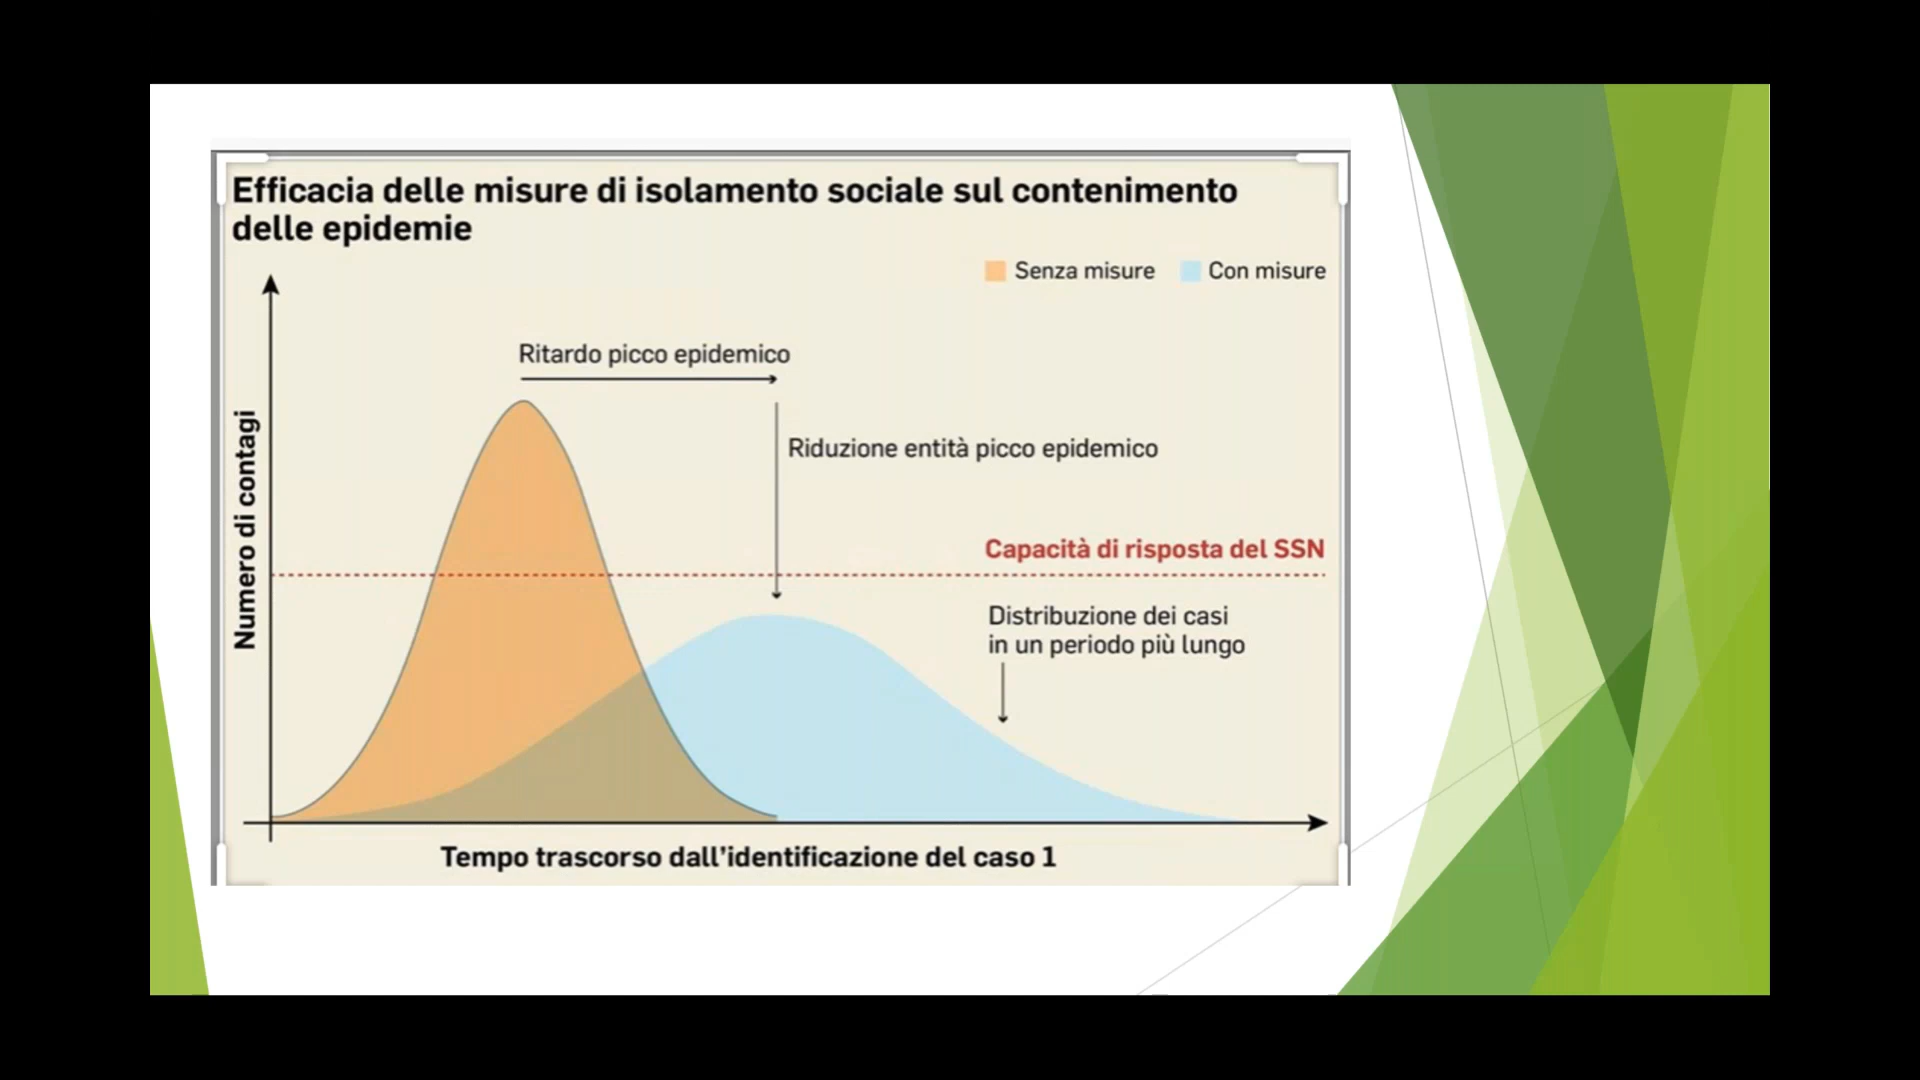 Efficacia delle misure di isolamento sociale sul contenimento
delle epidemie
Senza misure
Con misure
Ritardo picco epidemico
Riduzione entità picco epidemico
Numero di contagi
Capacità di risposta del SSN
Distribuzione dei casi
in un periodo più lungo
Tempo trascorso dall'identificazione del caso 1